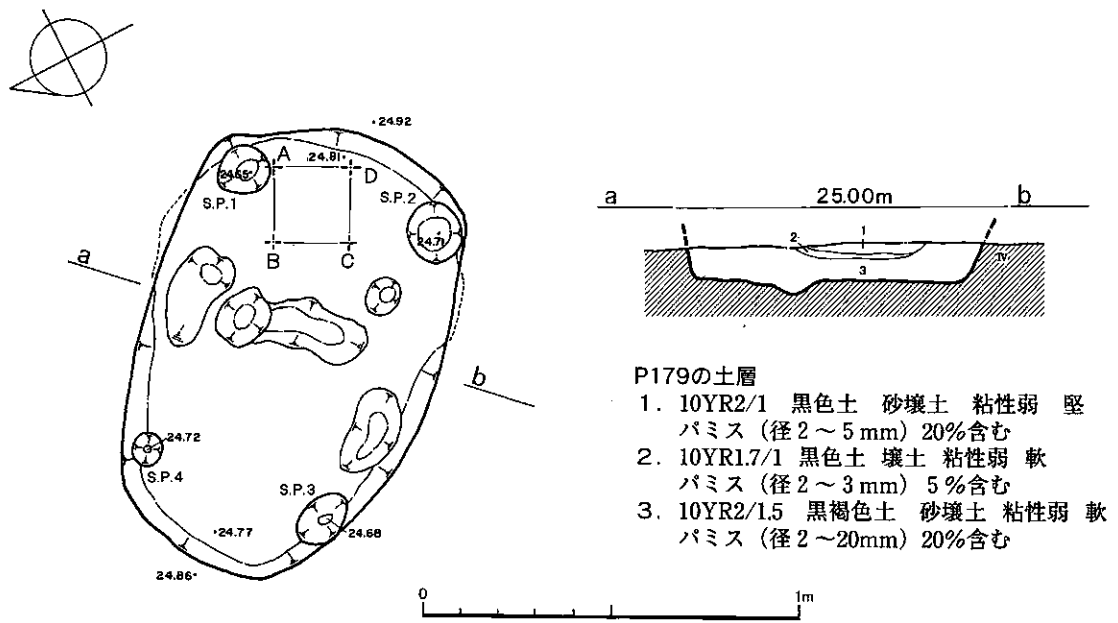 24.92
A
24.81
D
24.65
S.P.1
S.P.2
24.71
B
C
a
b
24.72
S.P.4
S.P.3
24.77
24.68
24.86
a
25.00m
b
1
2
3
IV
P179の土層
1. 10YR2/1 黒色土 砂壌土 粘性弱 堅
パミス (径2~5mm) 20%含む
2. 10YR1.7/1 黒色土 壌土 粘性弱 軟
パミス (径2~3mm) 5%含む
3. 10YR2/1.5 黒褐色土 砂壌土 粘性弱 軟
パミス (径2~20mm) 20%含む
0
1m